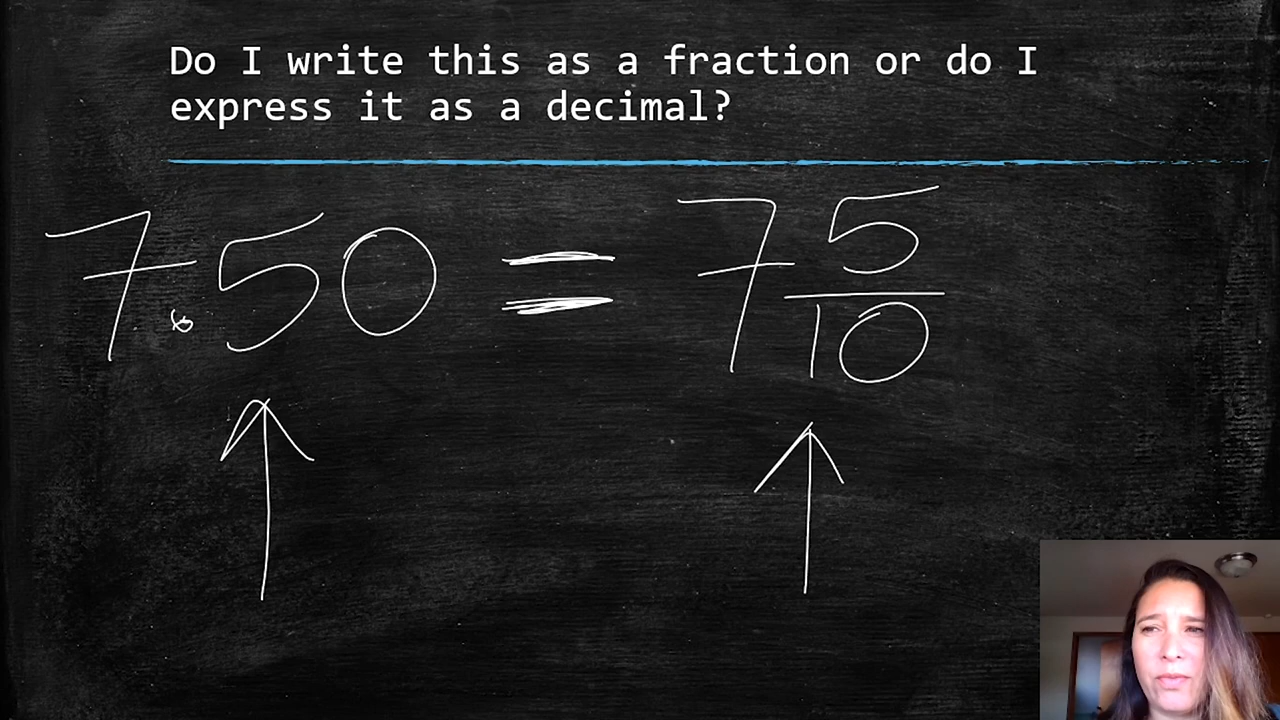 Do I write this as a fraction or do I
express it as a decimal?
7.50 = 7 5/10